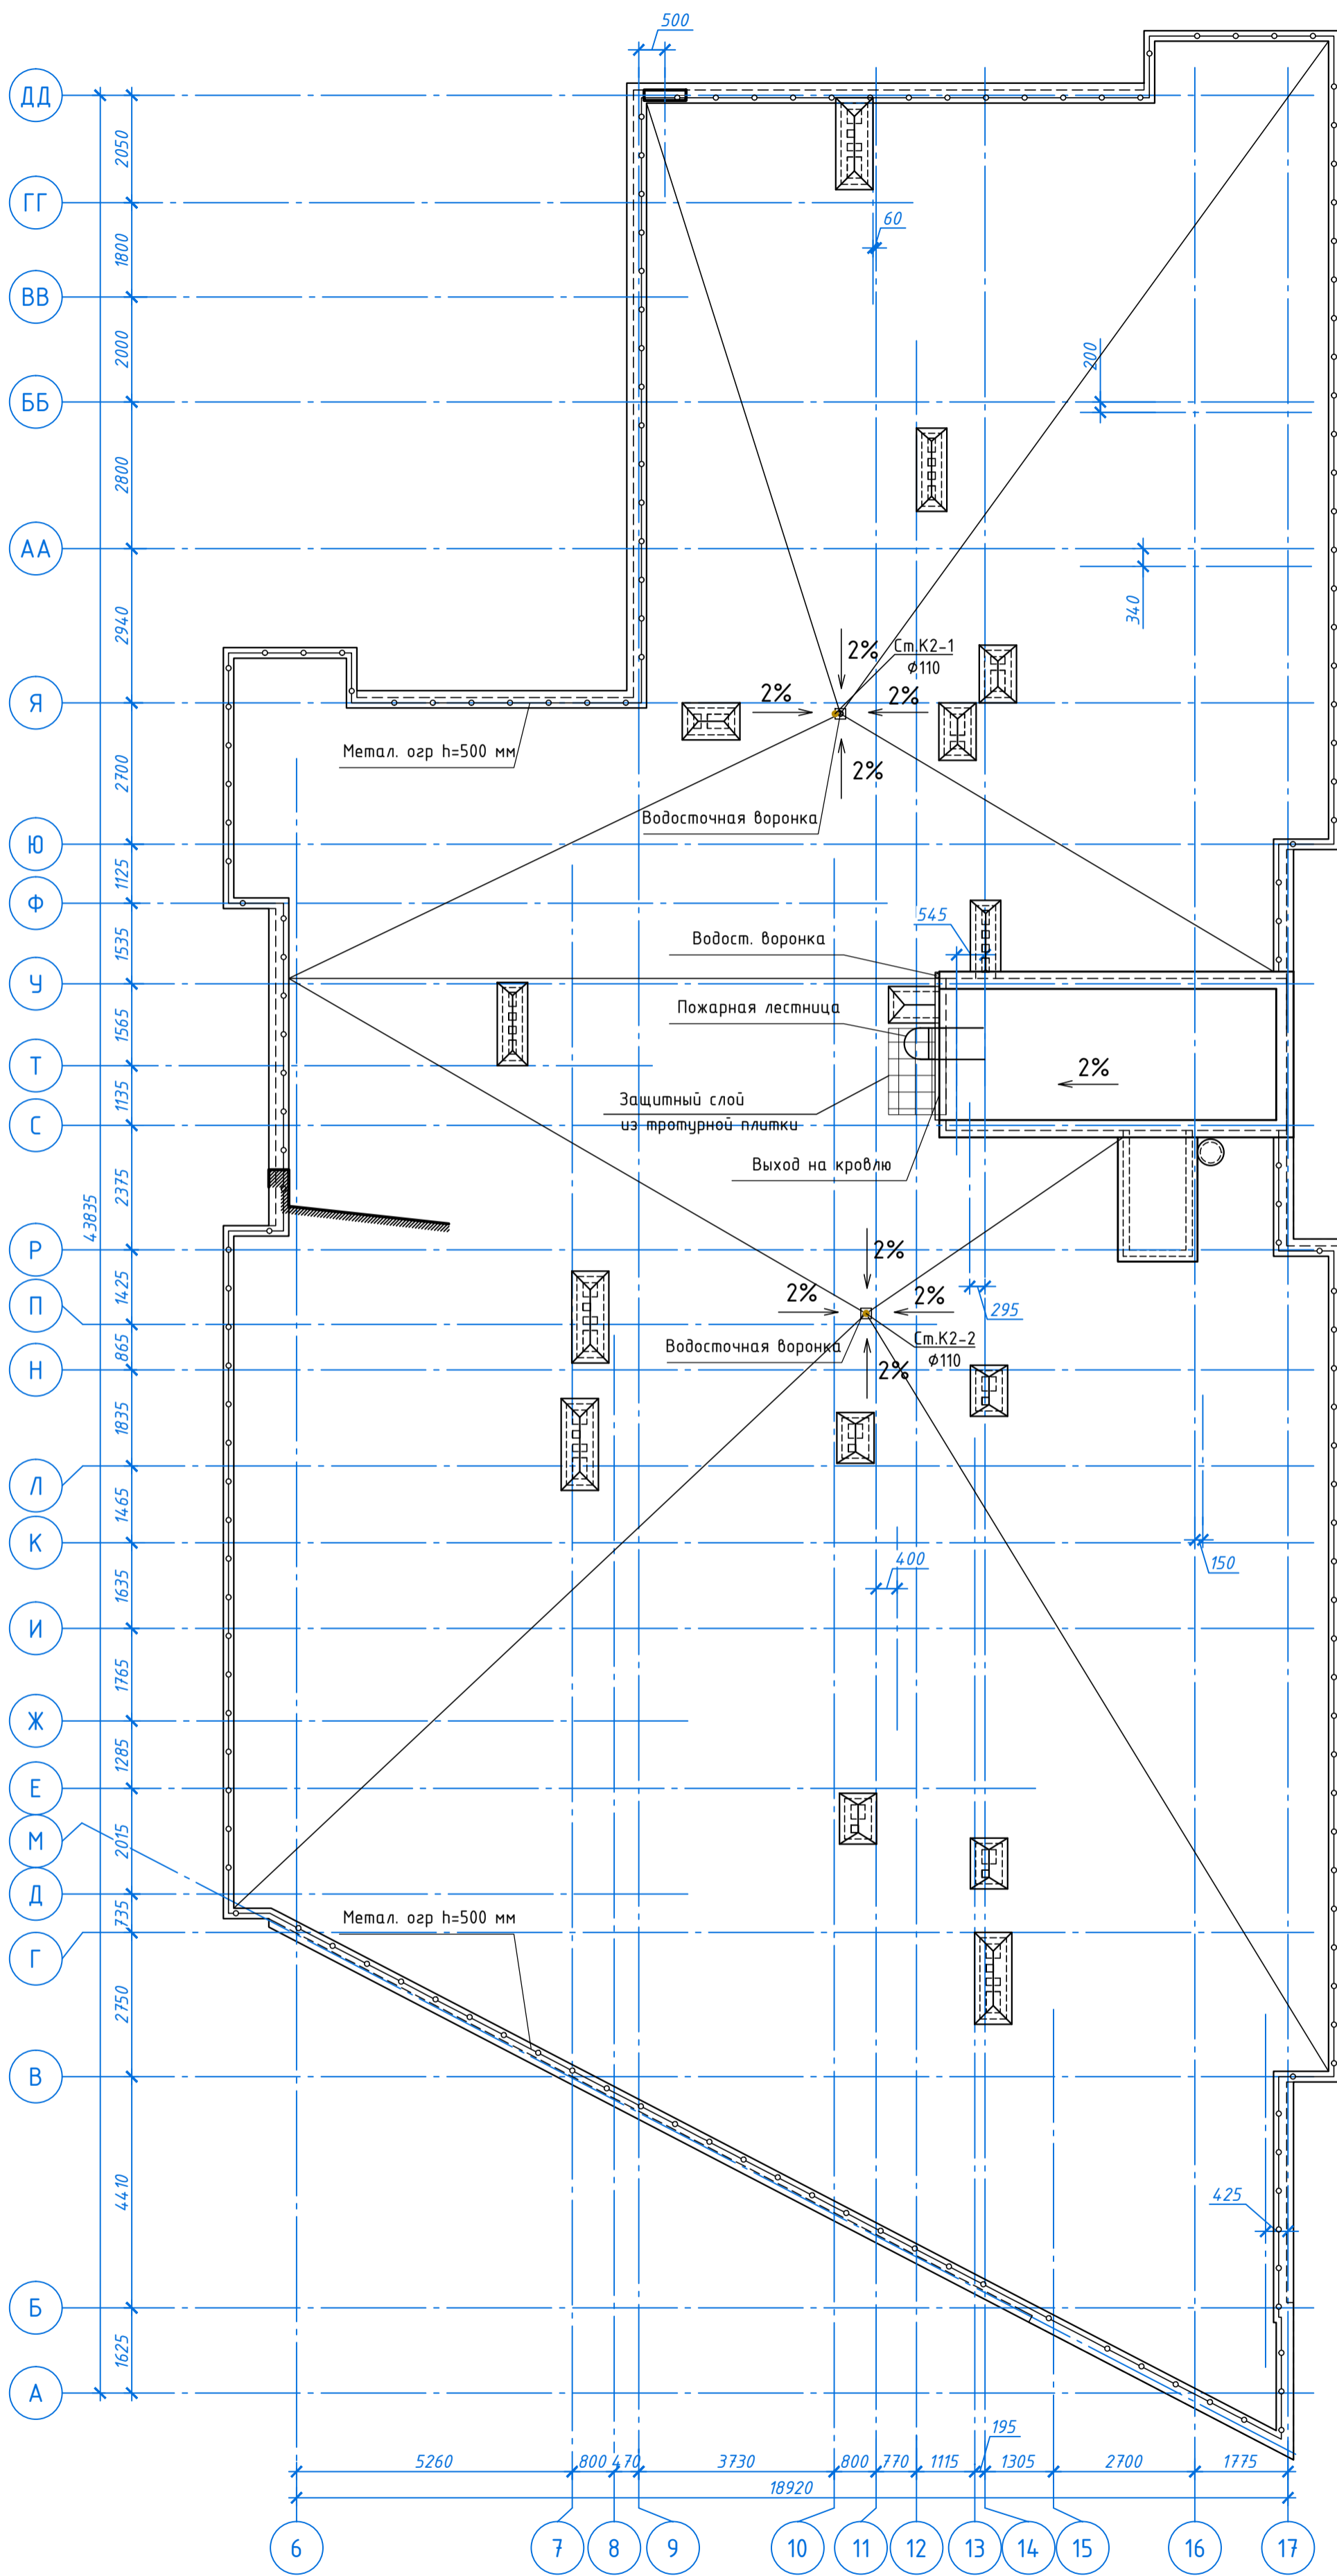 500
ДД
2050
ГГ
1800
60
ВВ
2000
200
ББ
2800
АА
340
2940
2%
Ст.К2-1
ϕ110
2%
2%
Я
Метал. огр h=500 мм
2%
2700
Водосточная воронка
Ю
1125
Ф
545
1535
Водост. воронка
У
Пожарная лестница
1565
Т
2%
1135
Защитный слой
из тротурной плитки
С
Выход на кровлю
2375
43835
Р
2%
1425
2%
2%
П
295
865
Водосточная воронка
Ст.К2-2
ϕ110
Н
2%
1835
Л
1465
К
400
150
1635
И
1765
Ж
1285
Е
М
2015
Д
735
Метал. огр h=500 мм
Г
2750
В
4410
425
Б
1625
А
195
5260
800
470
3730
800
770
1115
1305
2700
1775
18920
6
7
8
9
10
11
12
13
14
15
16
17